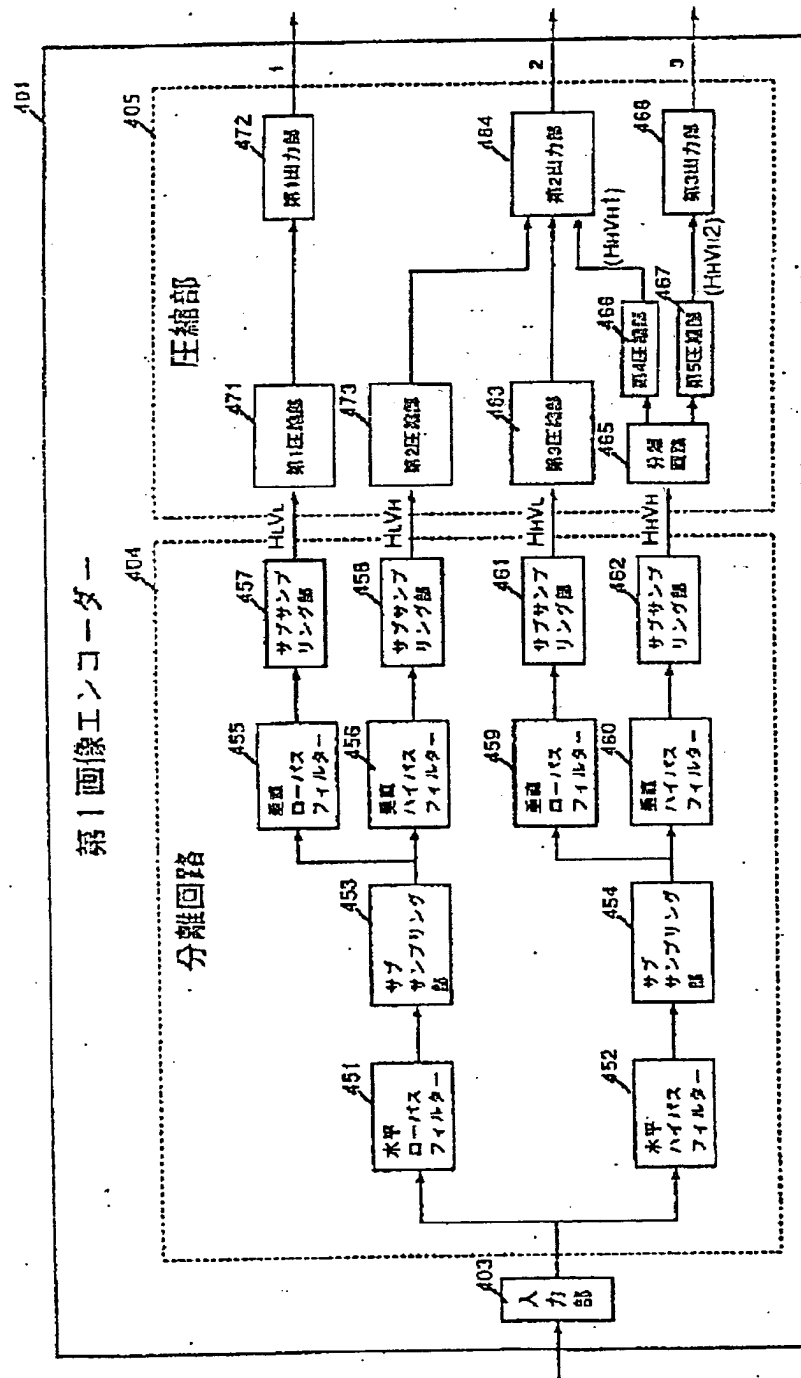 第1画像エンコーダー
401
403
入力部
404
分離回路
451
水平
ローパス
フィルター
452
水平
ハイパス
フィルター
453
サブ
サンプリング
部
454
サブ
サンプリング
部
455
垂直
ローパス
フィルター
456
垂直
ハイパス
フィルター
459
垂直
ローパス
フィルター
460
垂直
ハイパス
フィルター
457
サブサンプ
リング部
458
サブサンプ
リング部
461
サブサンプ
リング部
462
サブサンプ
リング部
HLVL
HLVH
HHVL
HHVH
405
圧縮部
471
第1圧縮部
473
第2圧縮部
463
第3圧縮部
465
分離
回路
466
第4圧縮部
467
第5圧縮部
(HHVH1)
(HHVH2)
472
第1出力部
464
第2出力部
468
第3出力部
1
2
3